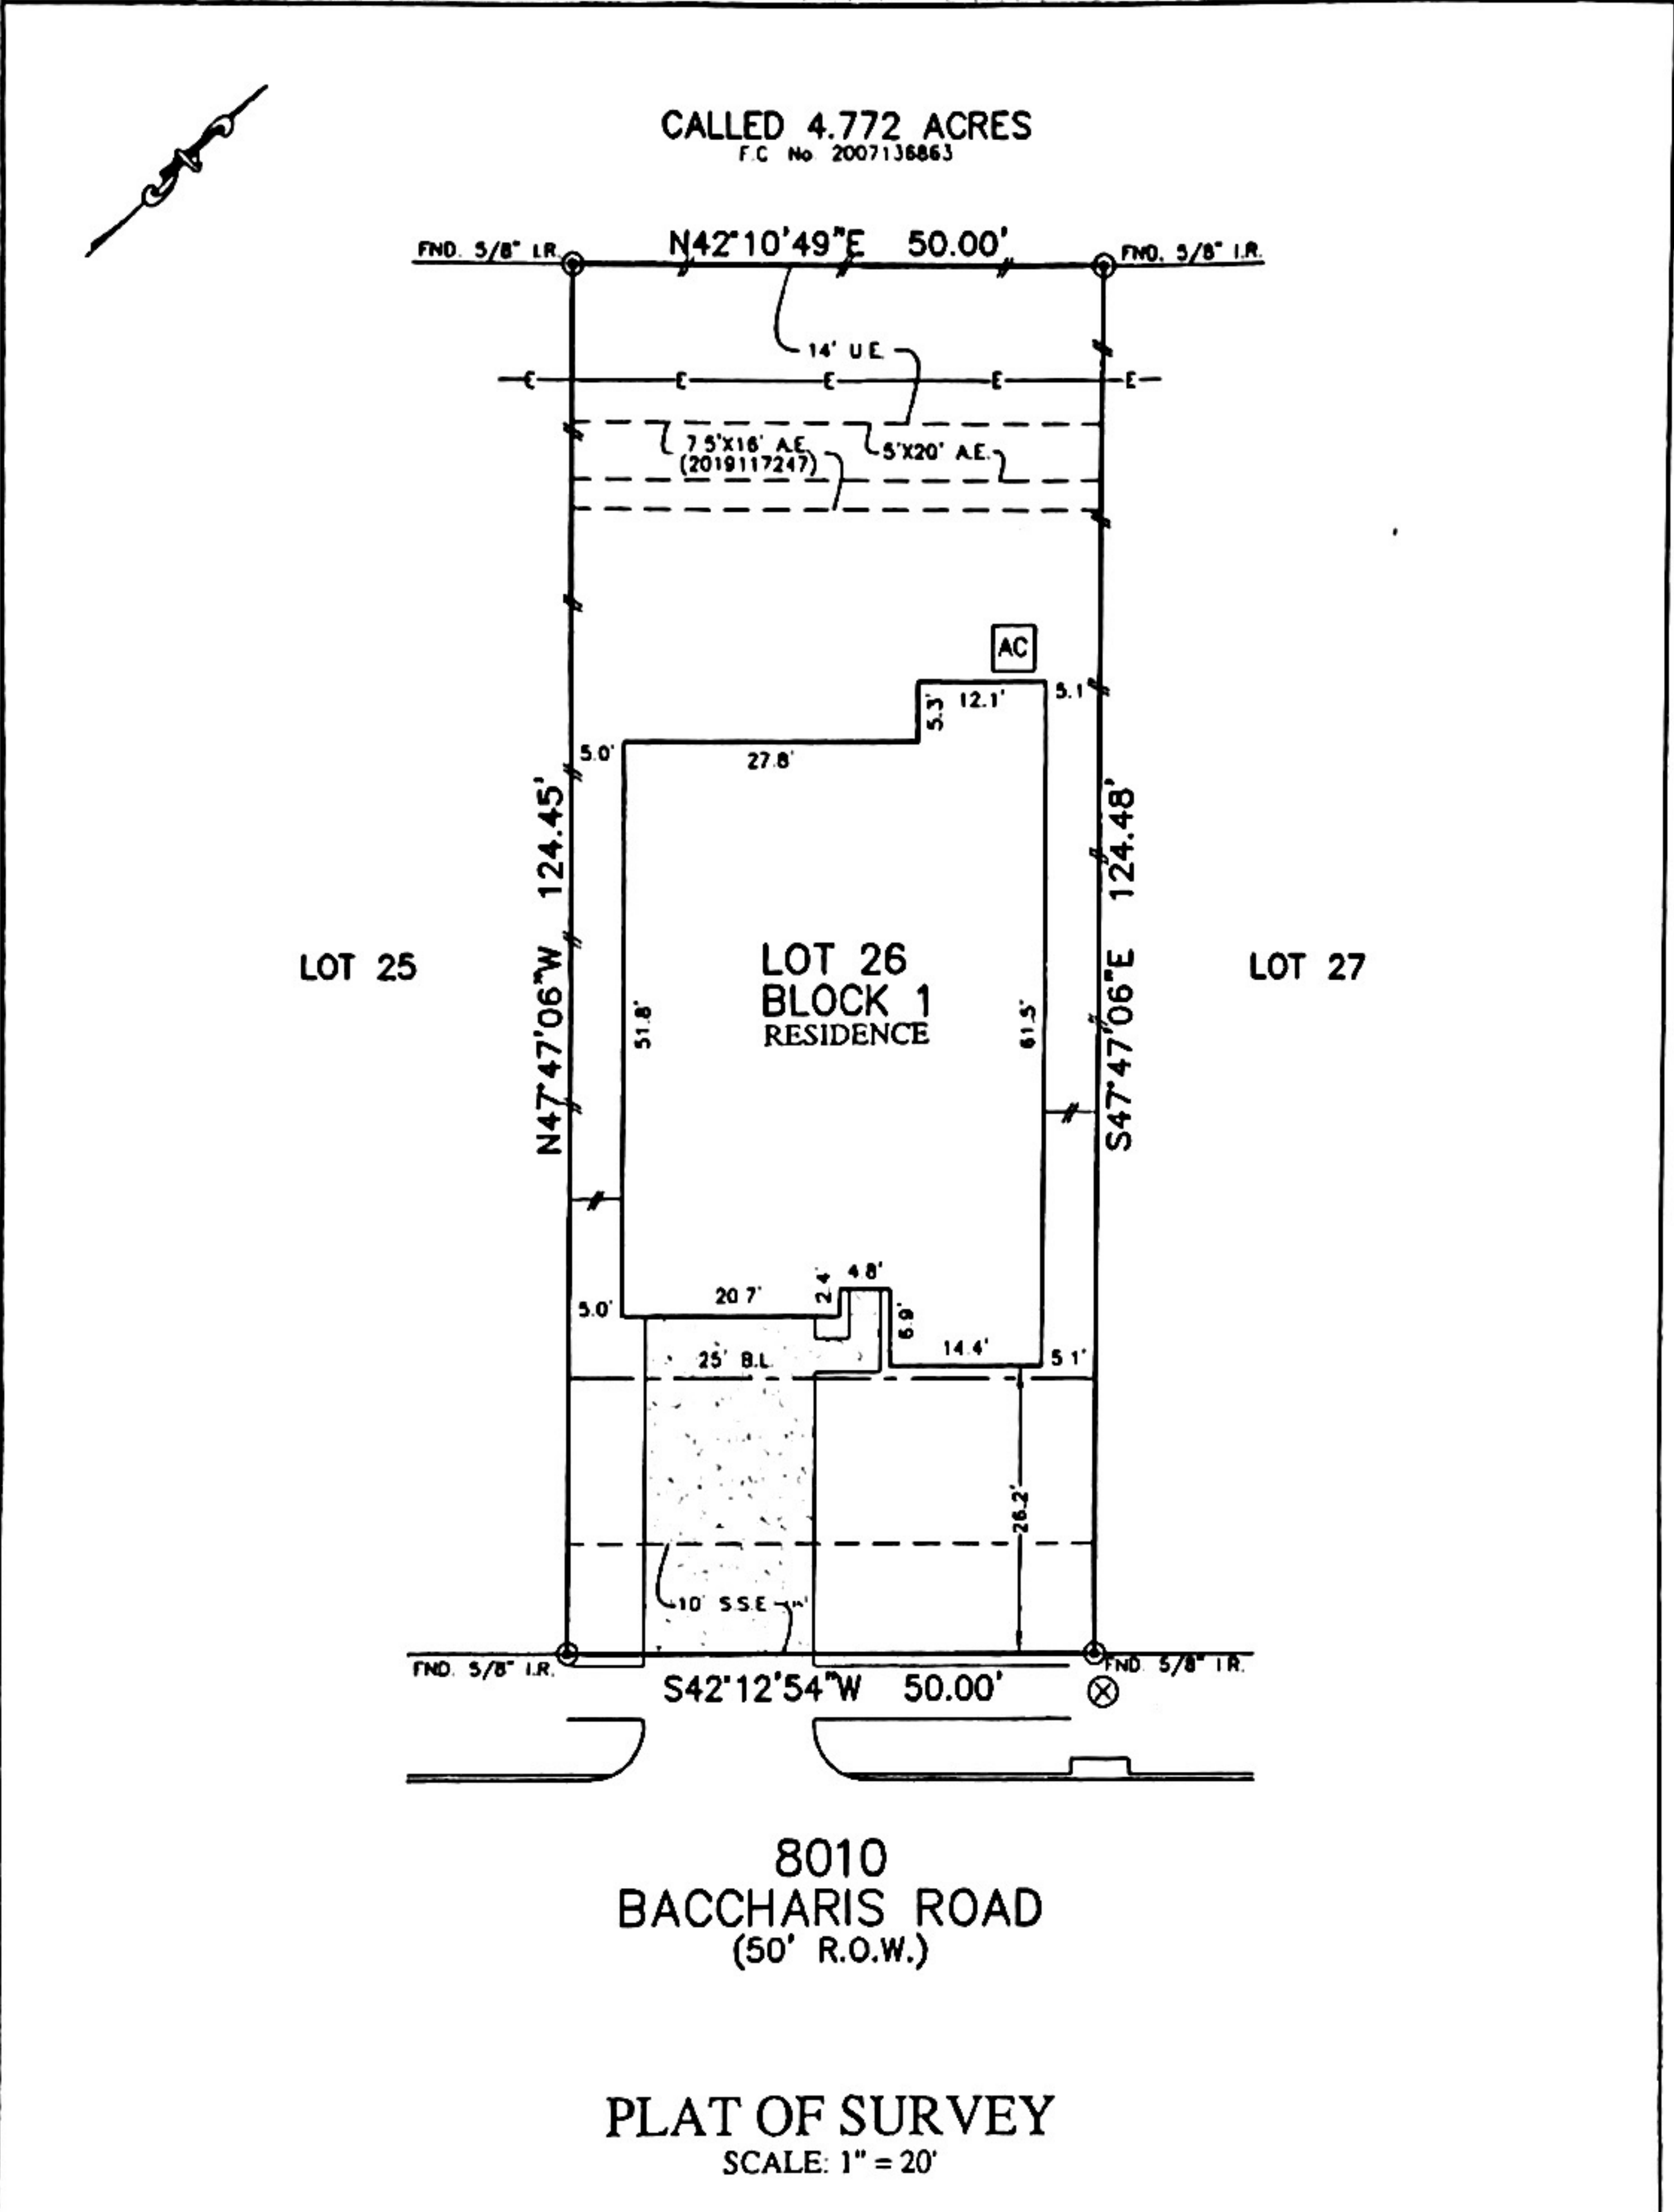 CALLED 4.772 ACRES
F.C No. 2007136863
FND. 5/8" I.R.
N42°10'49"E 50.00'
FND. 5/8" I.R.
14' U.E.
E E E E E
7.5'X16' A.E.
(2019117247)
5'X20' A.E.
AC
12.1'
5.1'
5.3'
5.0'
27.8'
N47°47'06"W 124.45'
S47°47'06"E 124.48'
LOT 25
LOT 26
BLOCK 1
RESIDENCE
LOT 27
51.8'
61.5'
4.8'
20.7'
2.4'
5.0'
6.9'
14.4'
5.1'
25' B.L.
26.2'
10' S.S.E
FND. 5/8" I.R.
FND. 5/8" I.R.
S42°12'54"W 50.00'
8010
BACCHARIS ROAD
(50' R.O.W.)
PLAT OF SURVEY
SCALE: 1" = 20'